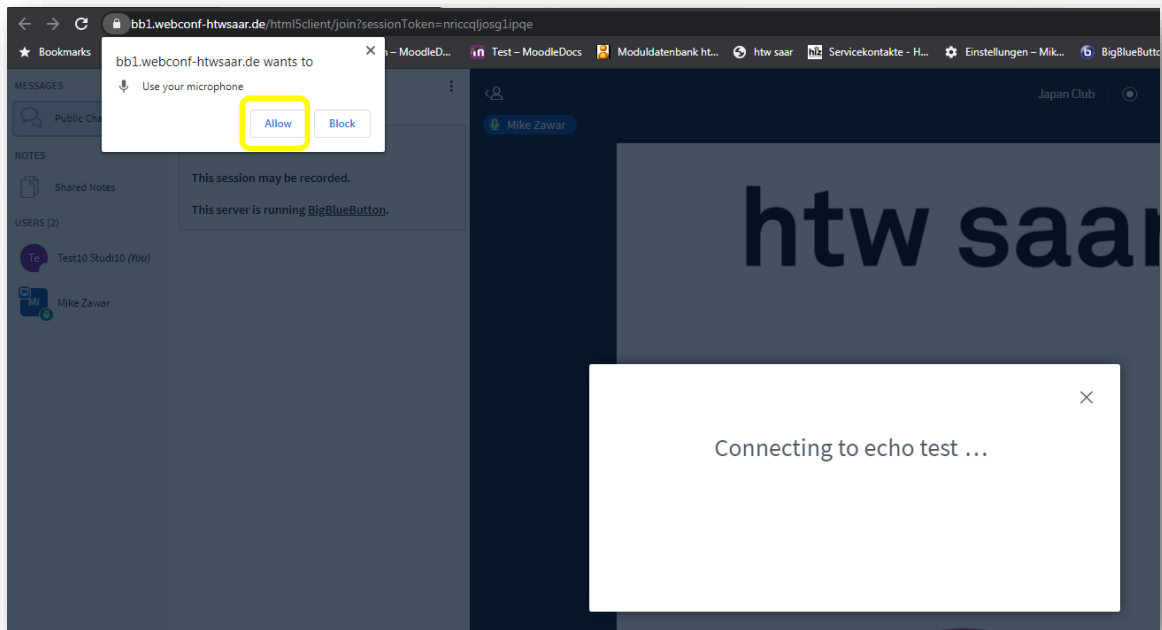 bb1.webconf-htwsaar.de/html5client/join?sessionToken=nriccqljosg1ipqe
Bookmarks
– MoodleD...
Test – MoodleDocs
Moduldatenbank ht...
htw saar
hiz
Servicekontakte - H...
Einstellungen – Mik...
BigBlueButto
bb1.webconf-htwsaar.de wants to
Use your microphone
Allow
Block
MESSAGES
Public Cha
NOTES
Shared Notes
USERS (2)
Te
Test10 Studi10 (You)
Mi
Mike Zawar
This session may be recorded.
This server is running BigBlueButton.
Japan Club
Mike Zawar
htw saar
Connecting to echo test …